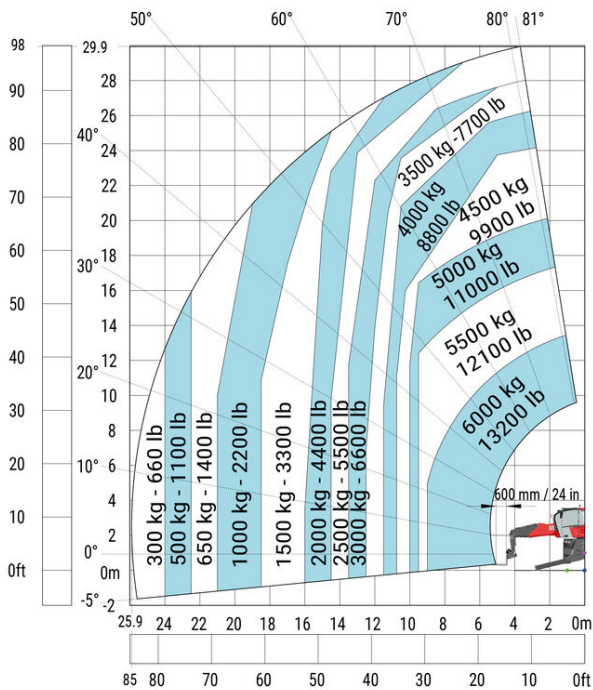 50°
60°
70°
80°
81°
98
29.9
90
28
26
80
40°
24
3500 kg -7700 lb
70
22
4000 kg
8800 lb
4500 kg
9900 lb
20
60
18
30°
5000 kg
11000 lb
50
16
14
5500 kg
12100 lb
40
12
20°
10
6000 kg
13200 lb
30
8
300 kg - 660 lb
500 kg - 1100 lb
650 kg - 1400 lb
1000 kg - 2200 lb
1500 kg - 3300 lb
2000 kg - 4400 lb
2500 kg - 5500 lb
3000 kg - 6600 lb
20
10°
600 mm / 24 in
4
10
2
0°
0ft
0m
-5°
-2
25.9 24 22 20 18 16 14 12 10 8 6 4 2 0m
85 80 70 60 50 40 30 20 10 0ft